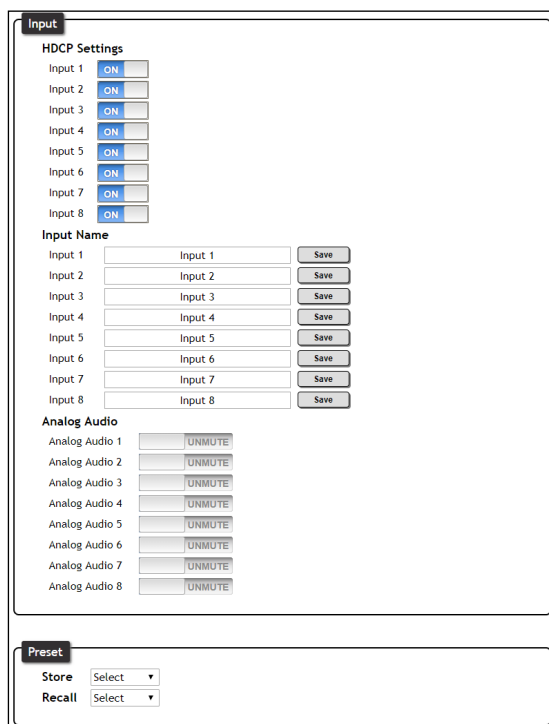 Input
HDCP Settings
Input 1 ON
Input 2 ON
Input 3 ON
Input 4 ON
Input 5 ON
Input 6 ON
Input 7 ON
Input 8 ON
Input Name
Input 1 Input 1 Save
Input 2 Input 2 Save
Input 3 Input 3 Save
Input 4 Input 4 Save
Input 5 Input 5 Save
Input 6 Input 6 Save
Input 7 Input 7 Save
Input 8 Input 8 Save
Analog Audio
Analog Audio 1 UNMUTE
Analog Audio 2 UNMUTE
Analog Audio 3 UNMUTE
Analog Audio 4 UNMUTE
Analog Audio 5 UNMUTE
Analog Audio 6 UNMUTE
Analog Audio 7 UNMUTE
Analog Audio 8 UNMUTE
Preset
Store Select
Recall Select